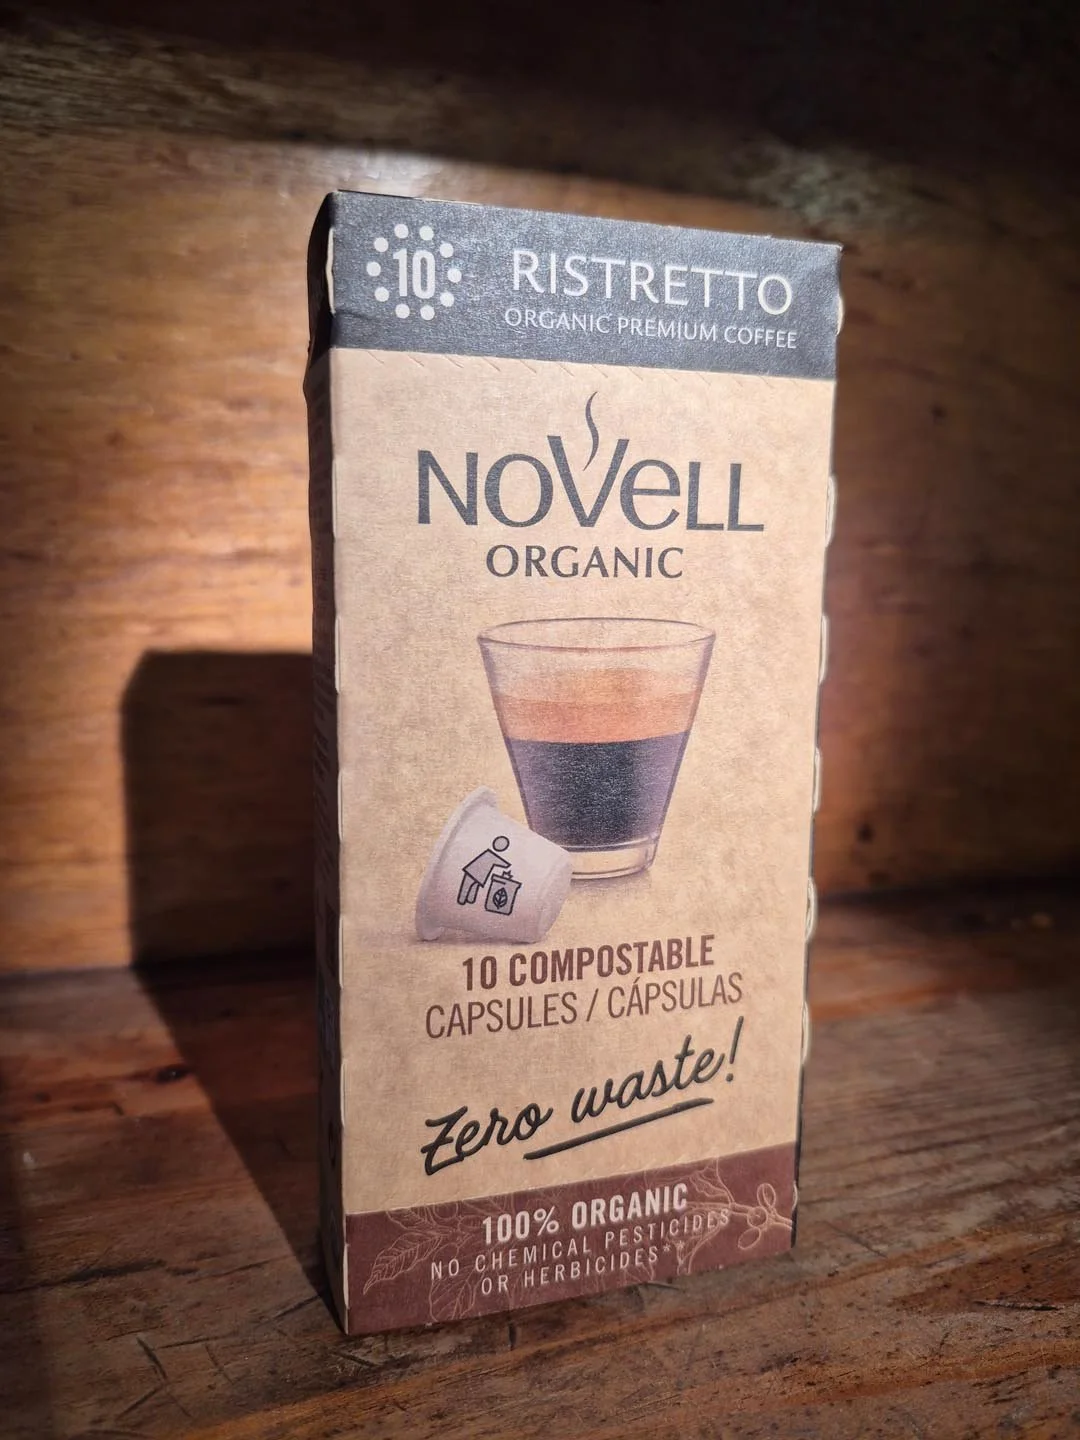 10
RISTRETTO
ORGANIC PREMIUM COFFEE
NOVeLL
ORGANIC
10 COMPOSTABLE
CAPSULES / CÁPSULAS
Zero waste!
100% ORGANIC
NO CHEMICAL PESTICIDES
OR HERBICIDES**